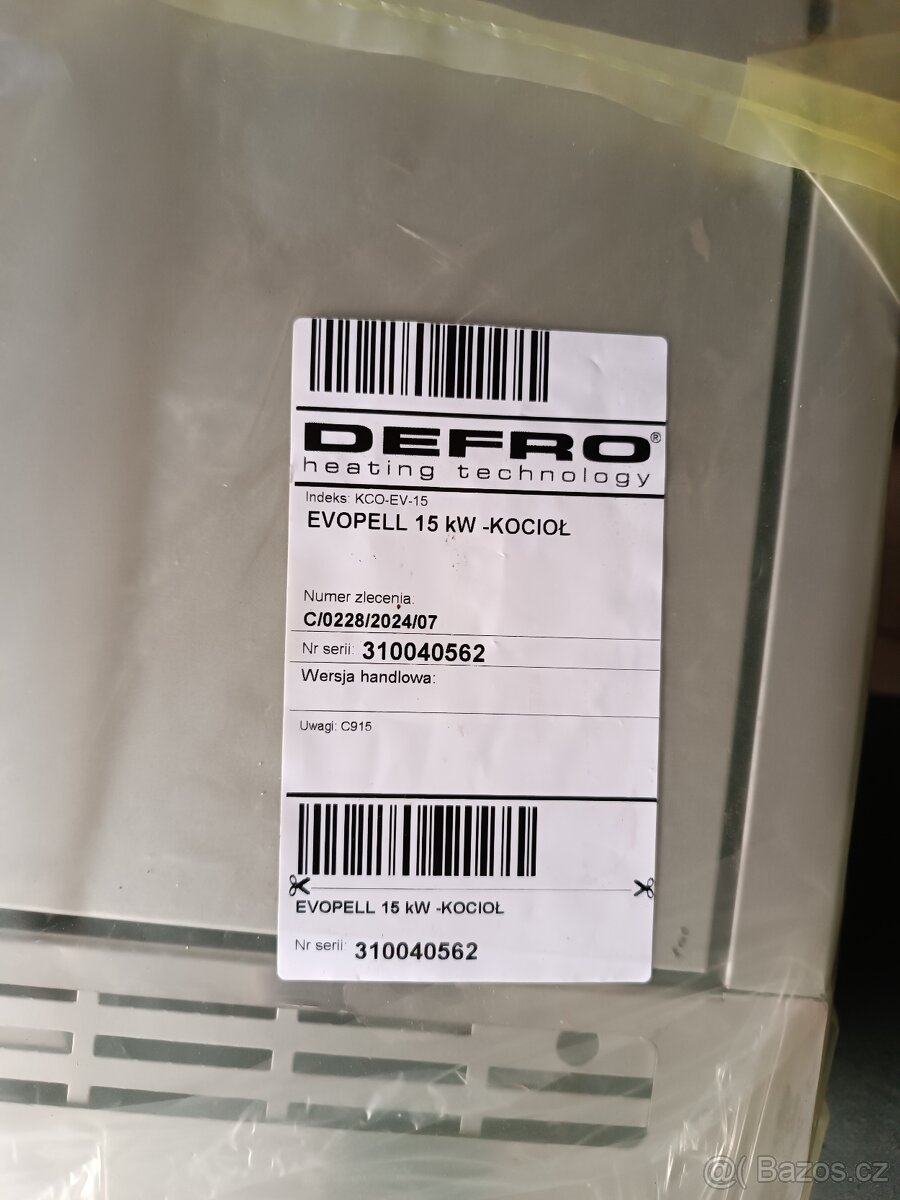 DEFRO®
heating technology
Indeks: KCO-EV-15
EVOPELL 15 kW -KOCIOŁ
Numer zlecenia:
C/0228/2024/07
Nr serii: 310040562
Wersja handlowa:
Uwagi: C915
EVOPELL 15 kW -KOCIOŁ
Nr serii: 310040562
@( Bazos.cz